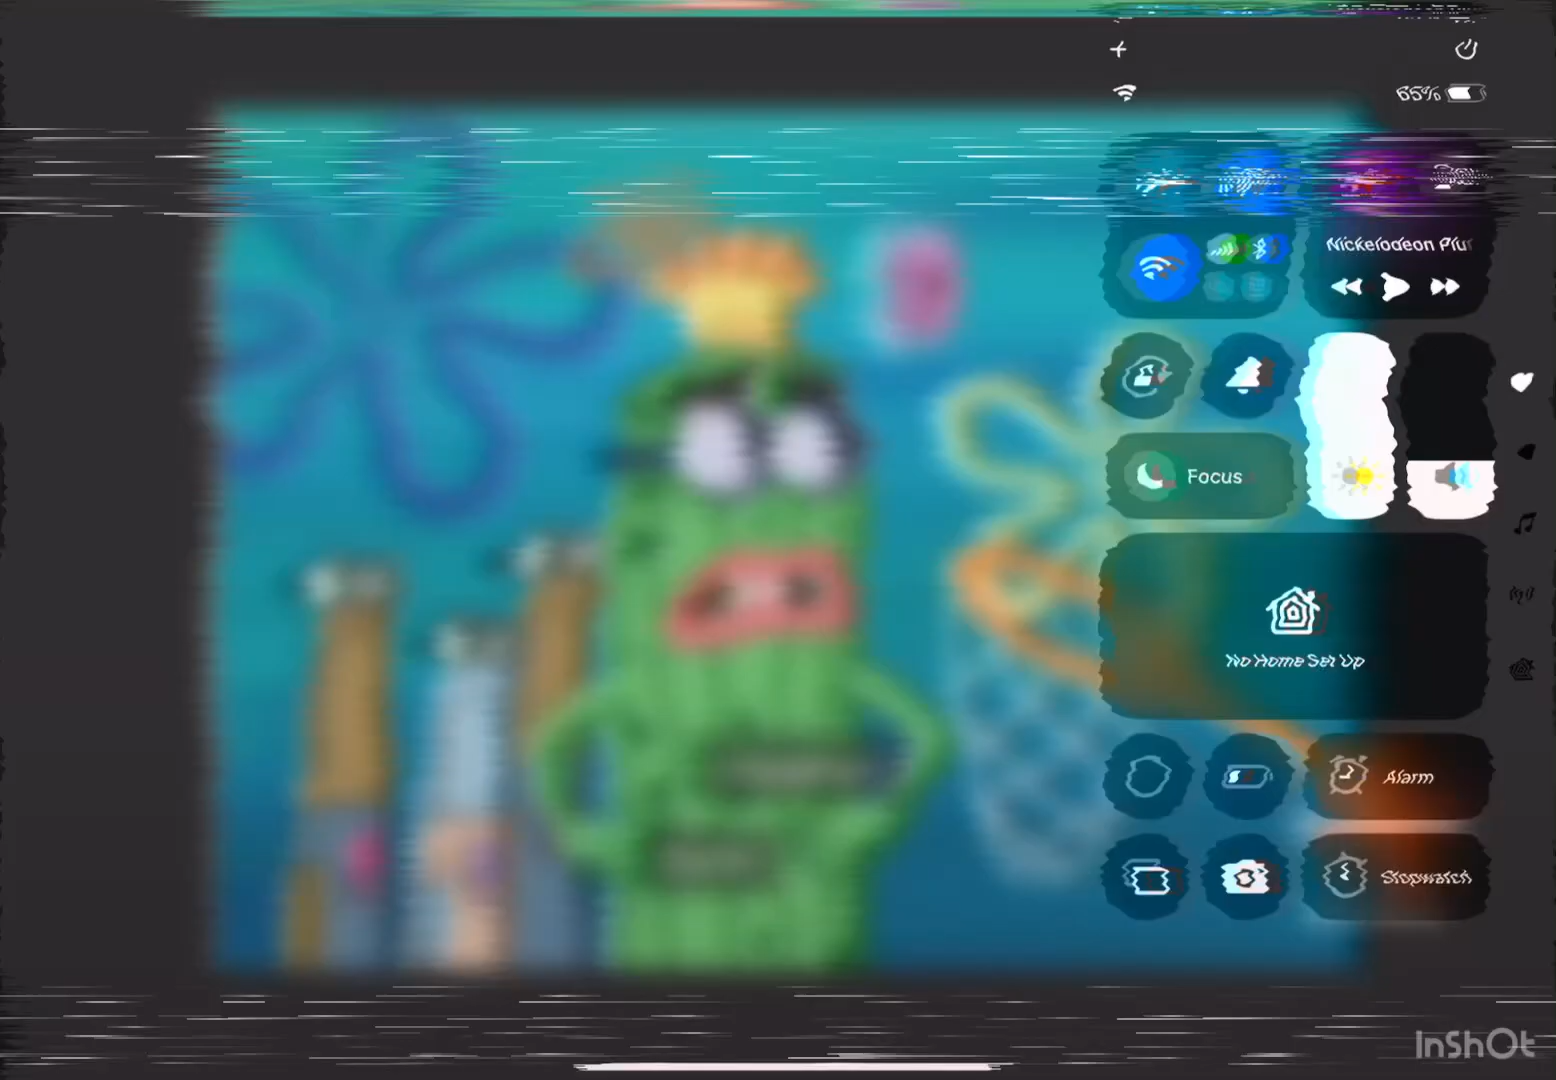 65%
Nickelodeon Plu
Focus
No Home Set Up
Alarm
Stopwatch
InShOt